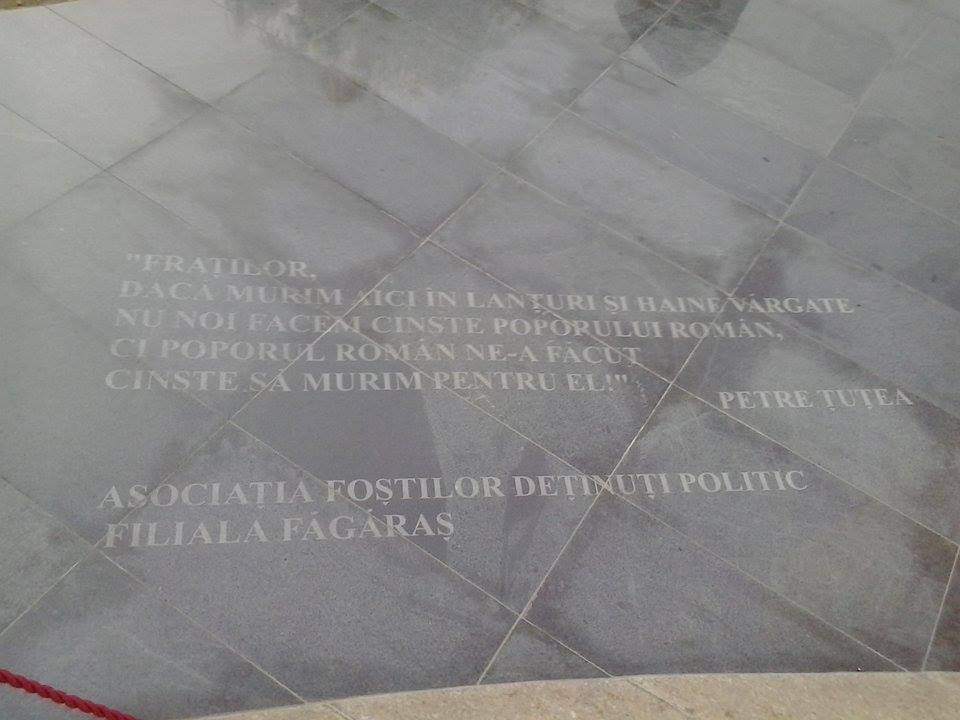 "FRAȚILOR,
DACĂ MURIM AICI ÎN LANȚURI ȘI HAINE VĂRGATE
NU NOI FACEM CINSTE POPORULUI ROMÂN,
CI POPORUL ROMÂN NE-A FĂCUT
CINSTE SĂ MURIM PENTRU EL!"
PETRE ȚUȚEA
ASOCIAȚIA FOȘTILOR DEȚINUȚI POLITIC
FILIALA FĂGĂRAȘ